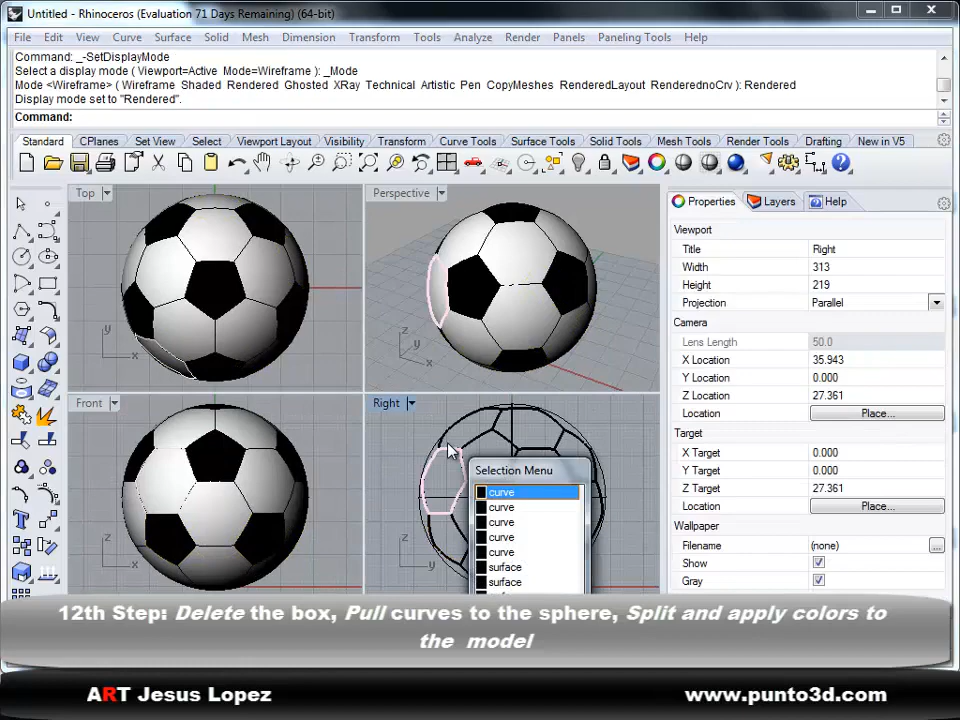 Untitled - Rhinoceros (Evaluation 71 Days Remaining) (64-bit)
File Edit View Curve Surface Solid Mesh Dimension Transform Tools Analyze Render Panels Paneling Tools Help
Command: _-SetDisplayMode
Select a display mode ( Viewport=Active Mode=Wireframe ): _Mode
Mode <Wireframe> ( Wireframe Shaded Rendered Ghosted XRay Technical Artistic Pen CopyMeshes RenderedLayout RenderednoCrv ): Rendered
Display mode set to "Rendered".
Command:
Standard CPlanes Set View Select Viewport Layout Visibility Transform Curve Tools Surface Tools Solid Tools Mesh Tools Render Tools Drafting New in V5
Top Perspective
Properties Layers Help
Viewport
Title Right
Width 313
Height 219
Projection Parallel
Camera
Lens Length 50.0
X Location 35.943
Y Location 0.000
Z Location 27.361
Location Place...
Target
X Target 0.000
Y Target 0.000
Z Target 27.361
Location Place...
Wallpaper
Filename (none) ...
Show
Gray
y
x
z
y
x
Front Right
z
x
z
y
Selection Menu
curve
curve
curve
curve
curve
surface
surface
12th Step: Delete the box, Pull curves to the sphere, Split and apply colors to
the model
ART Jesus Lopez www.punto3d.com